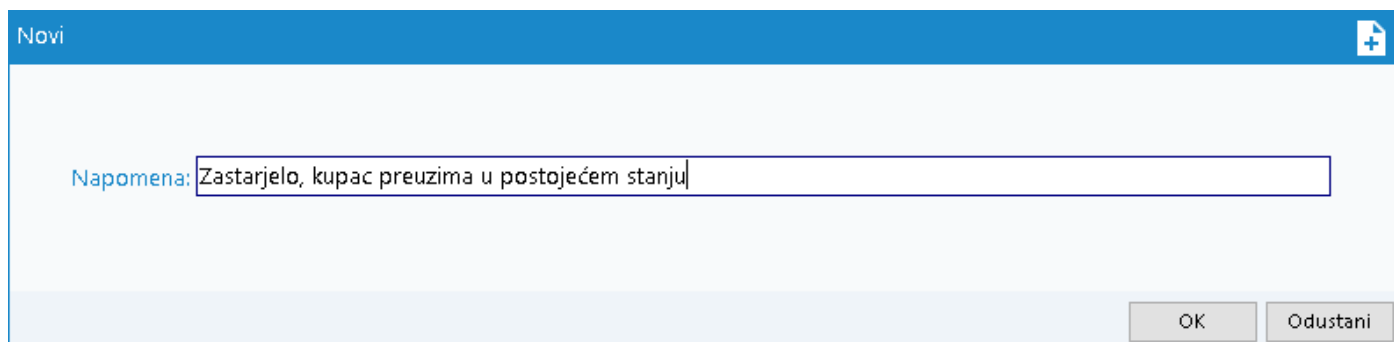 Novi
Napomena: Zastarjelo, kupac preuzima u postojećem stanju
OK Odustani